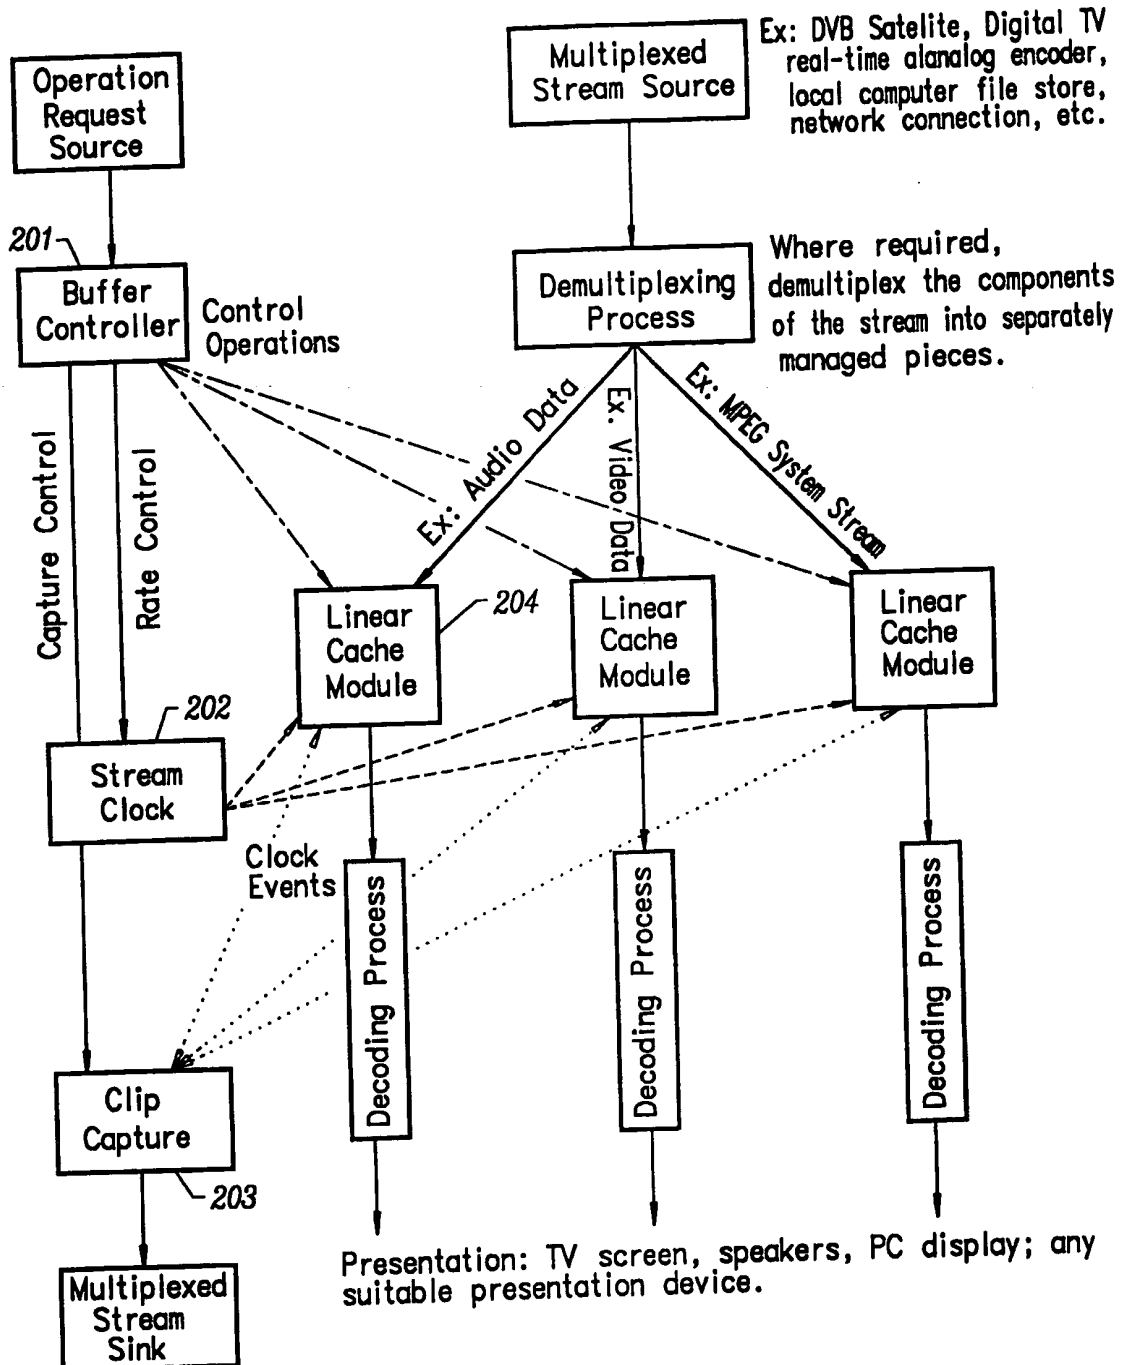 Operation
Request
Source
Multiplexed
Stream Source
Ex: DVB Satelite, Digital TV
real-time alanalog encoder,
local computer file store,
network connection, etc.
201
Buffer
Controller
Control
Operations
Demultiplexing
Process
Where required,
demultiplex the components
of the stream into separately
managed pieces.
Capture Control
Rate Control
Ex: Audio Data
Ex. Video Data
Ex: MPEG System Stream
Linear
Cache
Module
204
Linear
Cache
Module
Linear
Cache
Module
202
Stream
Clock
Clock
Events
Decoding Process
Decoding Process
Decoding Process
Clip
Capture
203
Multiplexed
Stream
Sink
Presentation: TV screen, speakers, PC display; any
suitable presentation device.